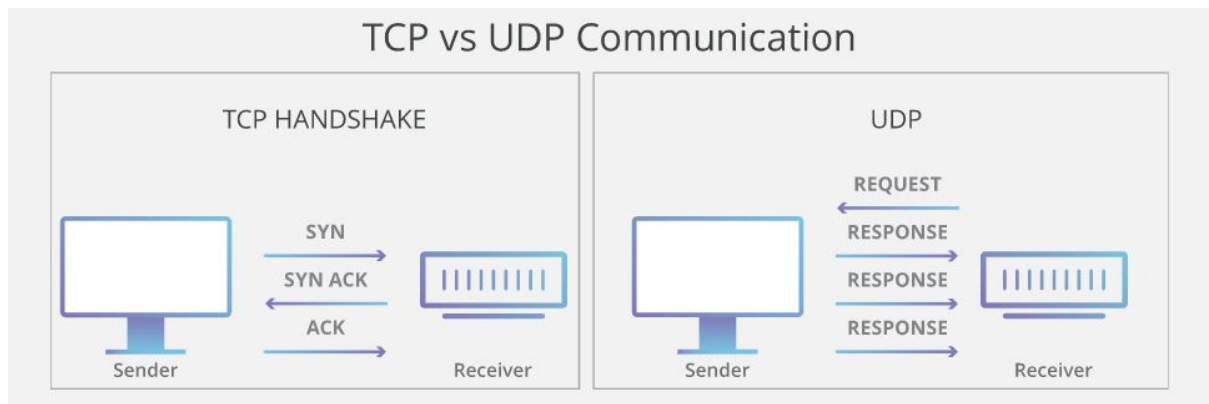 TCP vs UDP Communication
TCP HANDSHAKE
SYN
SYN ACK
ACK
Sender
Receiver
UDP
REQUEST
RESPONSE
RESPONSE
RESPONSE
Sender
Receiver